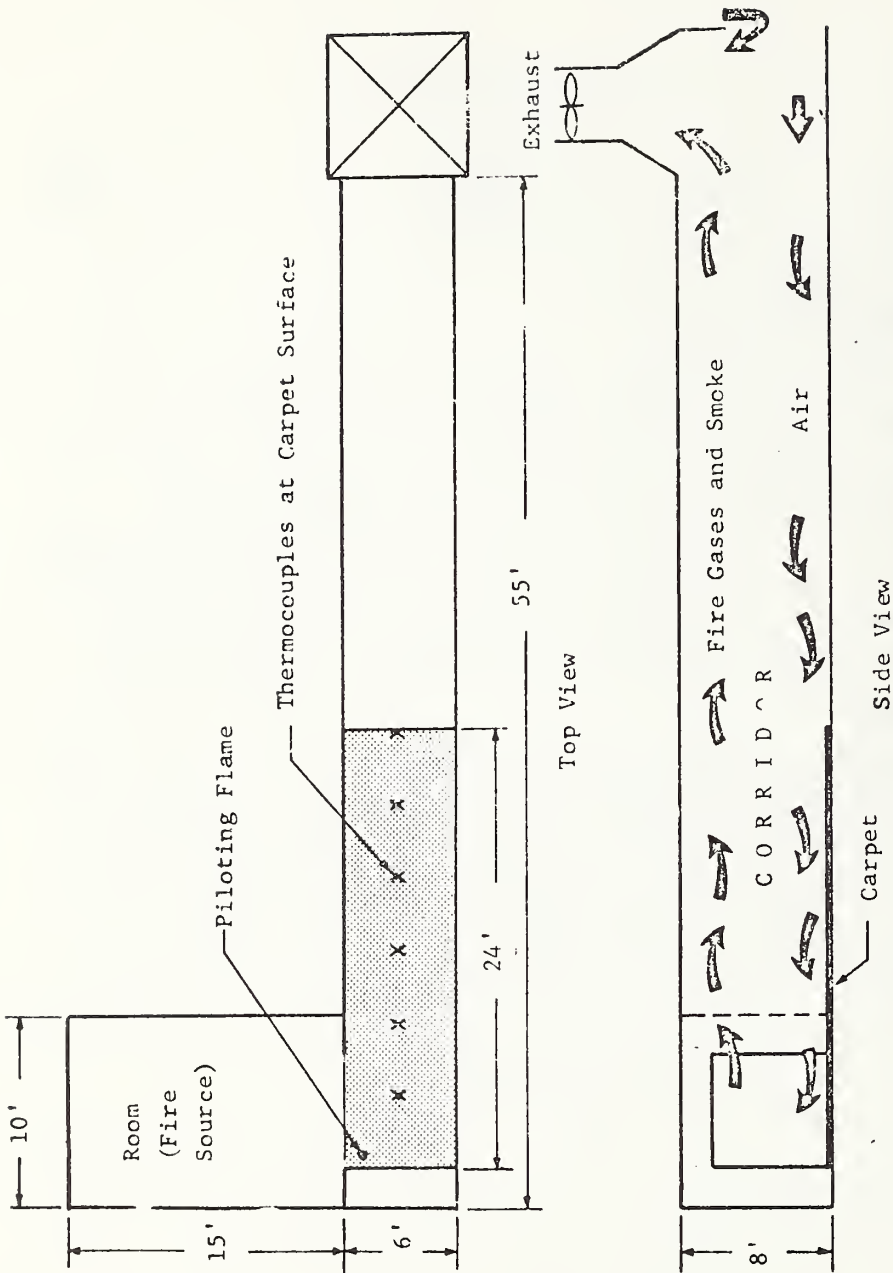 10'
15'
6'
Room
(Fire
Source)
Piloting Flame
Thermocouples at Carpet Surface
24'
55'
Top View
Exhaust
Fire Gases and Smoke
CORRIDOR
Air
8'
Carpet
Side View